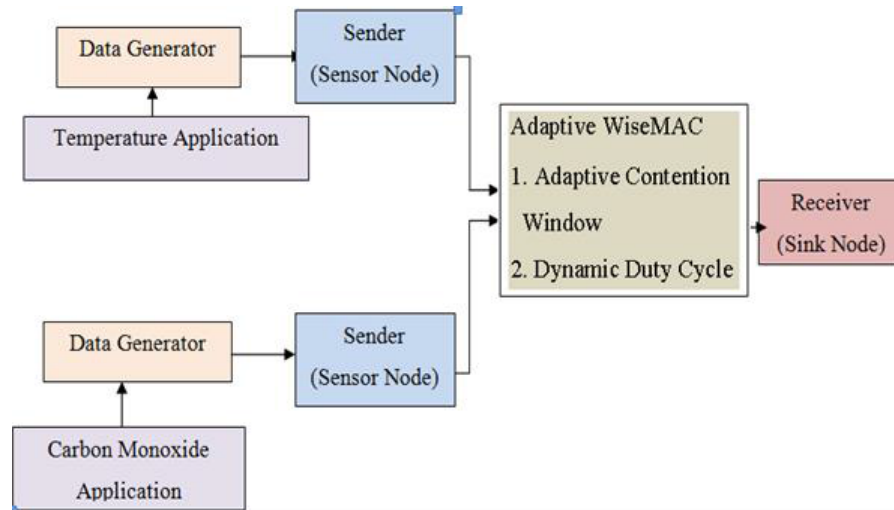 Data Generator
Sender
(Sensor Node)
Temperature Application
Adaptive WiseMAC
1. Adaptive Contention
Window
2. Dynamic Duty Cycle
Receiver
(Sink Node)
Data Generator
Sender
(Sensor Node)
Carbon Monoxide
Application